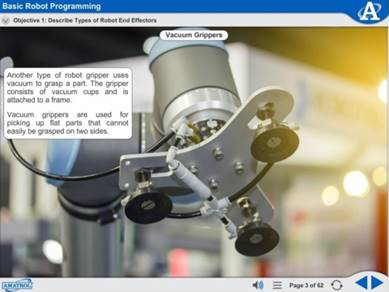 Basic Robot Programming
Objective 1: Describe Types of Robot End Effectors
Vacuum Grippers
Another type of robot gripper uses
vacuum to grasp a part. The gripper
consists of vacuum cups and is
attached to a frame.
Vacuum grippers are used for
picking up flat parts that cannot
easily be grasped on two sides.
AMATROL
Page 3 of 62